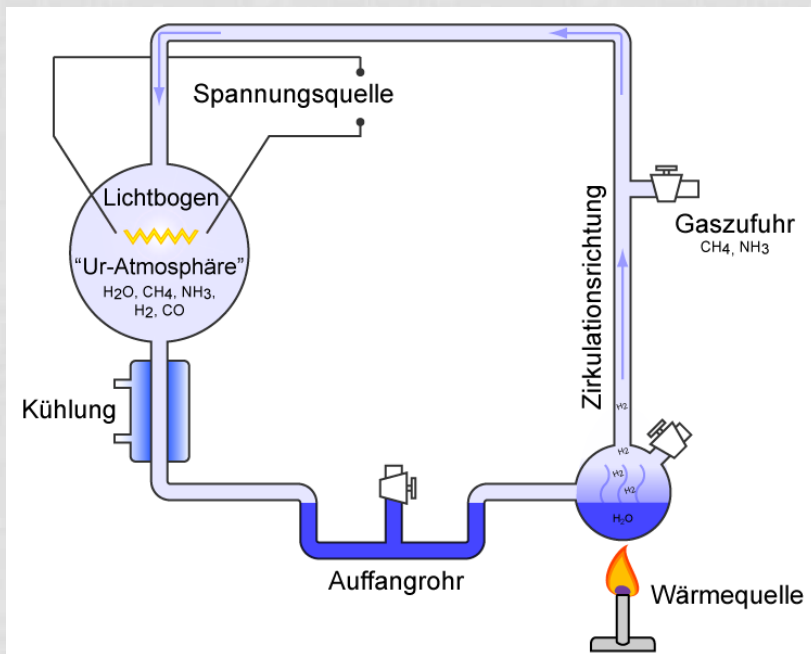 Spannungsquelle
Lichtbogen
"Ur-Atmosphäre"
H2O, CH4, NH3,
H2, CO
Zirkulationsrichtung
Gaszufuhr
CH4, NH3
Kühlung
H2
H2
H2
H2
H2O
Auffangrohr
Wärmequelle